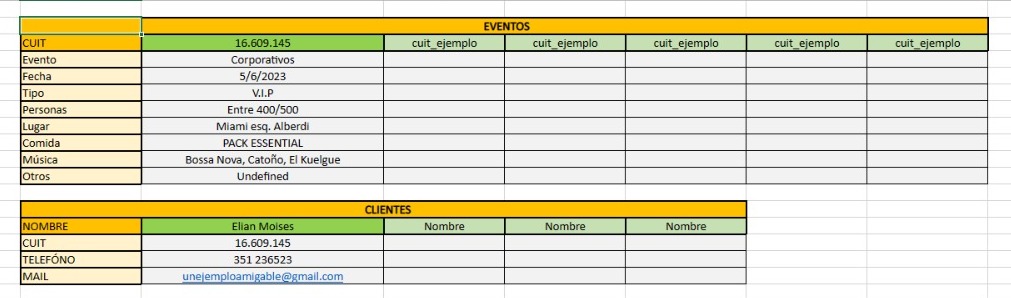 EVENTOS
CUIT 16.609.145 cuit_ejemplo cuit_ejemplo cuit_ejemplo cuit_ejemplo cuit_ejemplo
Evento Corporativos
Fecha 5/6/2023
Tipo V.I.P
Personas Entre 400/500
Lugar Miami esq. Alberdi
Comida PACK ESSENTIAL
Música Bossa Nova, Catoño, El Kuelgue
Otros Undefined
CLIENTES
NOMBRE Elian Moises Nombre Nombre Nombre
CUIT 16.609.145
TELEFÓNO 351 236523
MAIL unejemploamigable@gmail.com